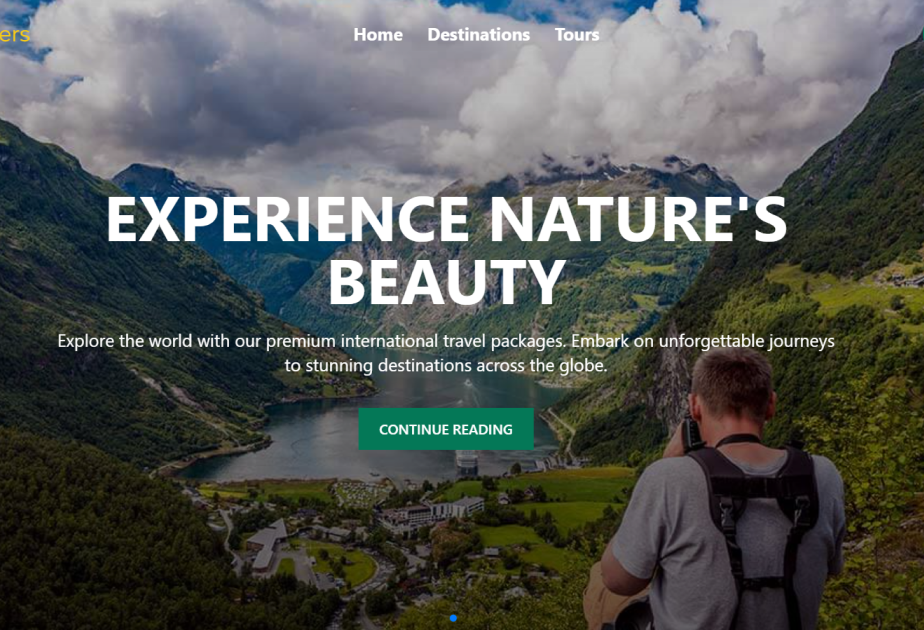 ers
Home Destinations Tours
EXPERIENCE NATURE'S
BEAUTY
Explore the world with our premium international travel packages. Embark on unforgettable journeys
to stunning destinations across the globe.
CONTINUE READING